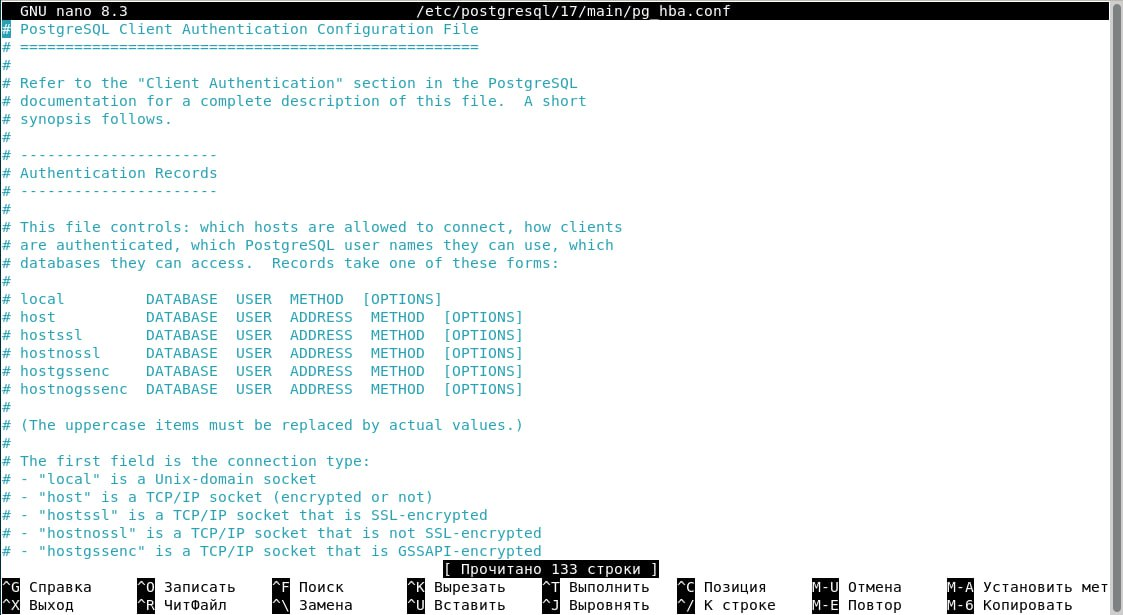 GNU nano 8.3 /etc/postgresql/17/main/pg_hba.conf
# PostgreSQL Client Authentication Configuration File
# ===================================================
#
# Refer to the "Client Authentication" section in the PostgreSQL
# documentation for a complete description of this file.  A short
# synopsis follows.
#
# ----------------------
# Authentication Records
# ----------------------
#
# This file controls: which hosts are allowed to connect, how clients
# are authenticated, which PostgreSQL user names they can use, which
# databases they can access.  Records take one of these forms:
#
# local         DATABASE  USER  METHOD  [OPTIONS]
# host          DATABASE  USER  ADDRESS  METHOD  [OPTIONS]
# hostssl       DATABASE  USER  ADDRESS  METHOD  [OPTIONS]
# hostnossl     DATABASE  USER  ADDRESS  METHOD  [OPTIONS]
# hostgssenc    DATABASE  USER  ADDRESS  METHOD  [OPTIONS]
# hostnogssenc  DATABASE  USER  ADDRESS  METHOD  [OPTIONS]
#
# (The uppercase items must be replaced by actual values.)
#
# The first field is the connection type:
# - "local" is a Unix-domain socket
# - "host" is a TCP/IP socket (encrypted or not)
# - "hostssl" is a TCP/IP socket that is SSL-encrypted
# - "hostnossl" is a TCP/IP socket that is not SSL-encrypted
# - "hostgssenc" is a TCP/IP socket that is GSSAPI-encrypted
[ Прочитано 133 строки ]
^G Справка ^O Записать ^F Поиск ^K Вырезать ^T Выполнить ^C Позиция M-U Отмена M-A Установить мет
^X Выход ^R ЧитФайл ^\ Замена ^U Вставить ^J Выровнять ^/ К строке M-E Повтор M-6 Копировать